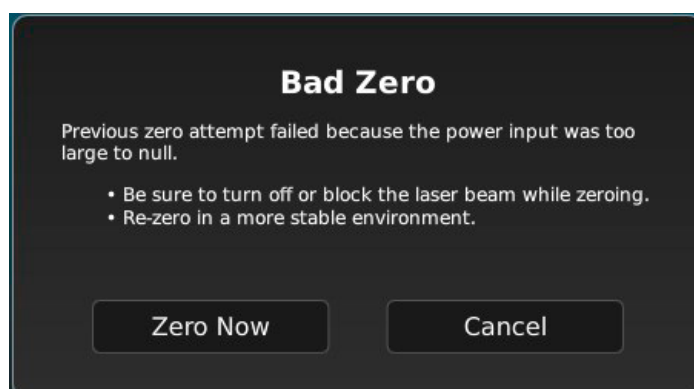 Bad Zero
Previous zero attempt failed because the power input was too
large to null.
• Be sure to turn off or block the laser beam while zeroing.
• Re-zero in a more stable environment.
Zero Now
Cancel